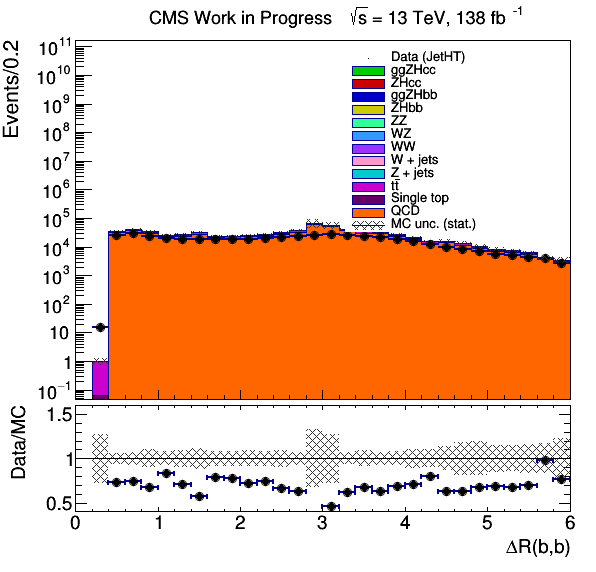 CMS Work in Progress √s = 13 TeV, 138 fb⁻¹
Events/0.2
10¹¹
10¹⁰
10⁹
10⁸
10⁷
10⁶
10⁵
10⁴
10³
10²
10
1
10⁻¹
Data (JetHT)
ggZHcc
ZHcc
ggZHbb
ZHbb
ZZ
WZ
WW
W + jets
Z + jets
tt̄
Single top
QCD
MC unc. (stat.)
Data/MC
1.5
1
0.5
0 1 2 3 4 5 6
ΔR(b,b)